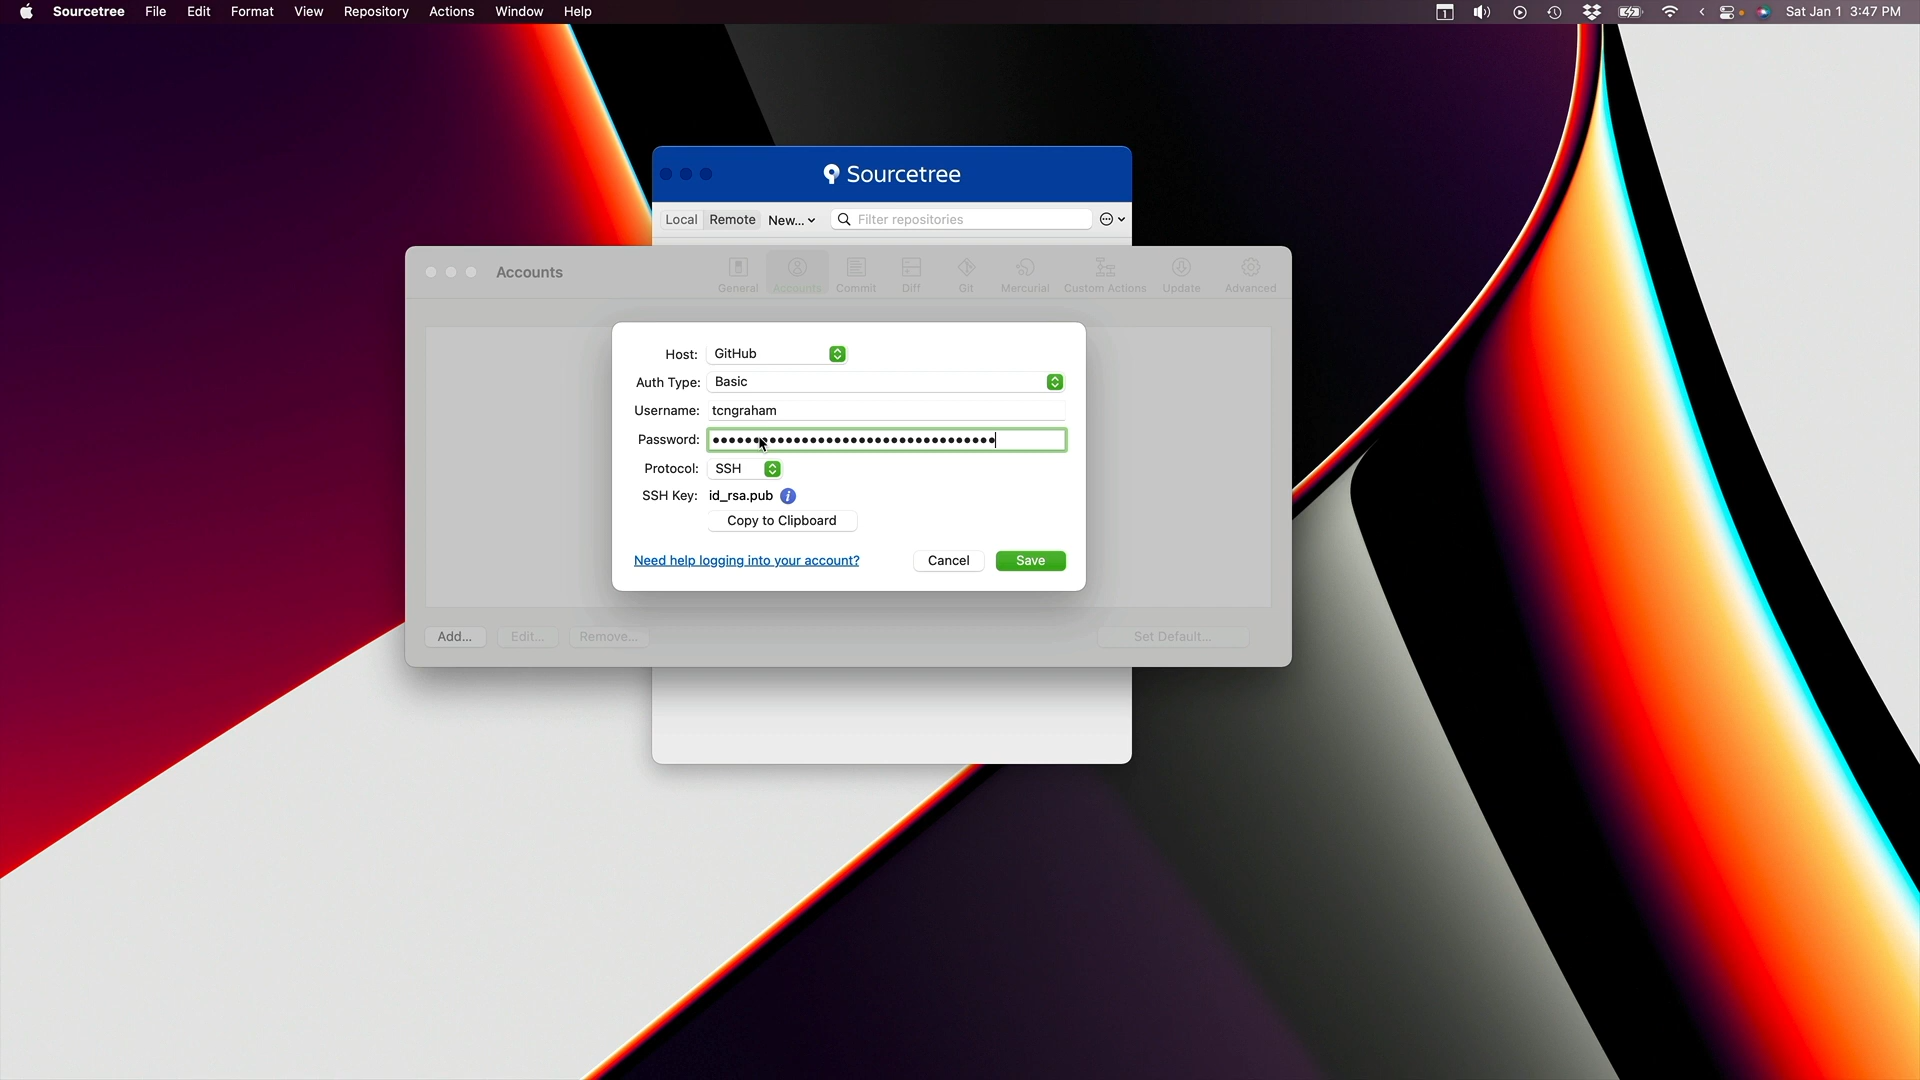 Sourcetree File Edit Format View Repository Actions Window Help 1 Sat Jan 1 3:47 PM
Sourcetree
Local Remote New... Filter repositories
Accounts General Accounts Commit Diff Git Mercurial Custom Actions Update Advanced
Host: GitHub
Auth Type: Basic
Username: tcngraham
Password: •••••••••••••••••••••••••••••••••••
Protocol: SSH
SSH Key: id_rsa.pub i
Copy to Clipboard
Need help logging into your account? Cancel Save
Add... Edit... Remove... Set Default...